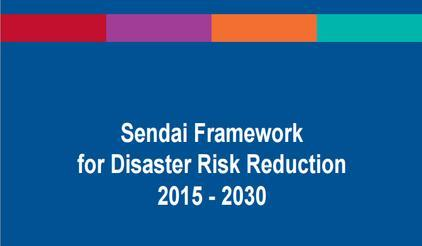 Sendai Framework
for Disaster Risk Reduction
2015 - 2030